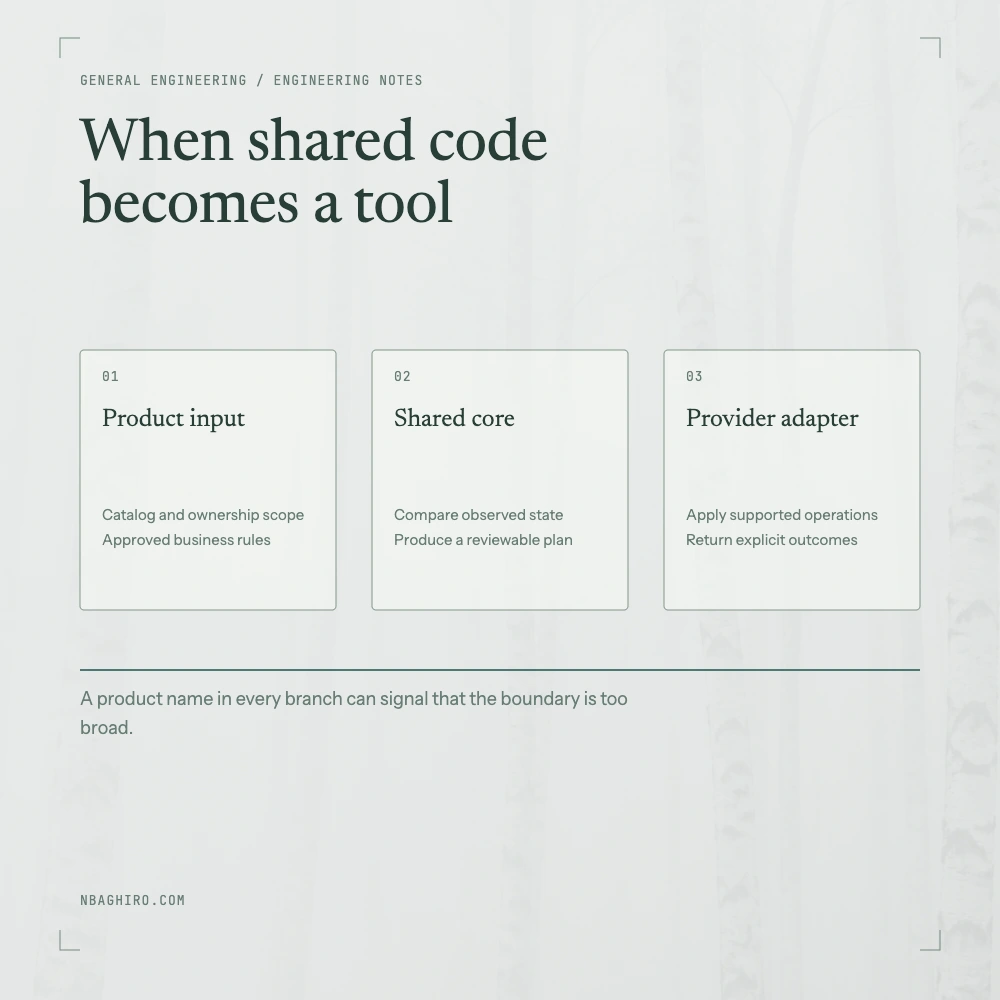 GENERAL ENGINEERING / ENGINEERING NOTES
When shared code
becomes a tool
01
Product input
Catalog and ownership scope
Approved business rules
02
Shared core
Compare observed state
Produce a reviewable plan
03
Provider adapter
Apply supported operations
Return explicit outcomes
A product name in every branch can signal that the boundary is too
broad.
NBAGHIRO.COM